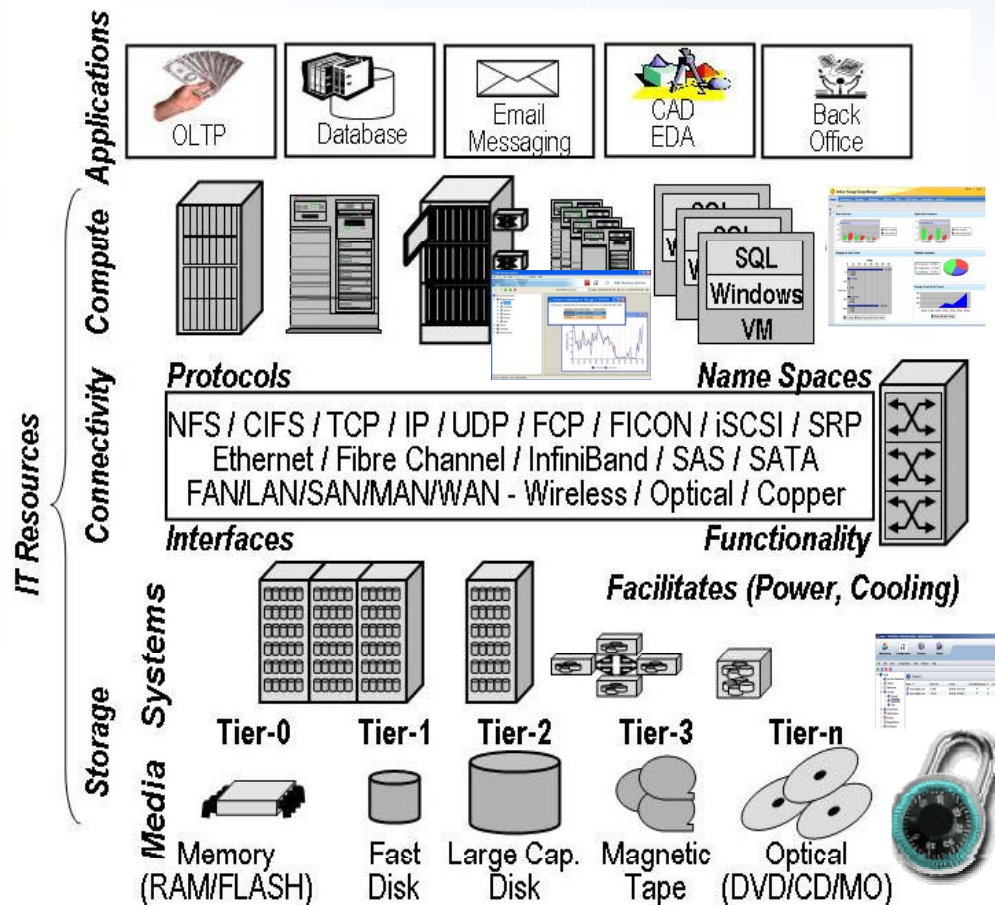 Applications
OLTP
Database
Email
Messaging
CAD
EDA
Back
Office
IT Resources
Compute
SQL
SQL
W
V
SQL
Windows
VM
Connectivity
Protocols
Name Spaces
NFS / CIFS / TCP / IP / UDP / FCP / FICON / iSCSI / SRP
Ethernet / Fibre Channel / InfiniBand / SAS / SATA
FAN/LAN/SAN/MAN/WAN - Wireless / Optical / Copper
Interfaces
Functionality
Facilitates (Power, Cooling)
Storage
Systems
Tier-0
Tier-1
Tier-2
Tier-3
Tier-n
Media
Memory
(RAM/FLASH)
Fast
Disk
Large Cap.
Disk
Magnetic
Tape
Optical
(DVD/CD/MO)